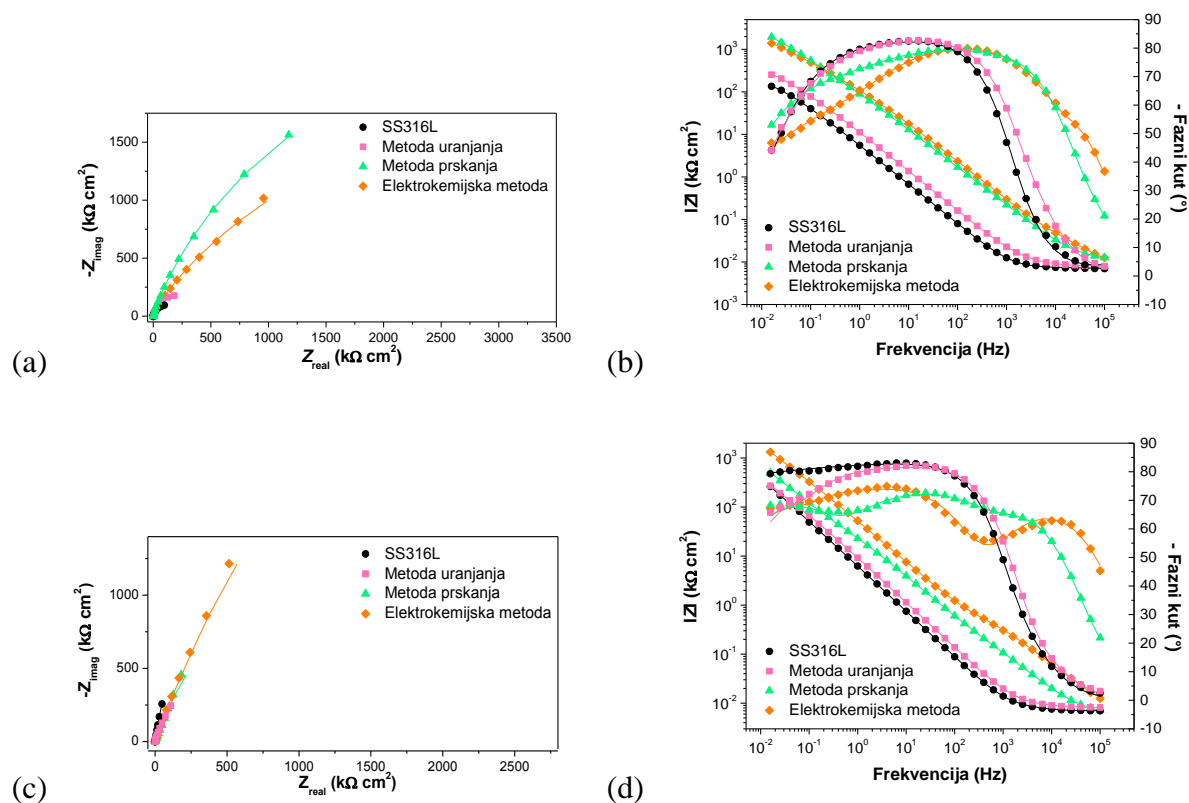 SS316L
Metoda uranjanja
Metoda prskanja
Elektrokemijska metoda
1500
1000
500
0
-Z_imag (kΩ cm²)
0 500 1000 1500 2000 2500 3000 3500
Z_real (kΩ cm²)
(a)
10³
10²
10¹
10⁰
10⁻¹
10⁻²
10⁻³
IZI (kΩ cm²)
90
80
70
60
50
40
30
20
10
0
-10
- Fazni kut (°)
SS316L
Metoda uranjanja
Metoda prskanja
Elektrokemijska metoda
10⁻² 10⁻¹ 10⁰ 10¹ 10² 10³ 10⁴ 10⁵
Frekvencija (Hz)
(b)
SS316L
Metoda uranjanja
Metoda prskanja
Elektrokemijska metoda
1000
500
0
-Z_imag (kΩ cm²)
0 500 1000 1500 2000 2500
Z_real (kΩ cm²)
(c)
10³
10²
10¹
10⁰
10⁻¹
10⁻²
IZI (kΩ cm²)
90
80
70
60
50
40
30
20
10
0
-10
- Fazni kut (°)
SS316L
Metoda uranjanja
Metoda prskanja
Elektrokemijska metoda
10⁻² 10⁻¹ 10⁰ 10¹ 10² 10³ 10⁴ 10⁵
Frekvencija (Hz)
(d)